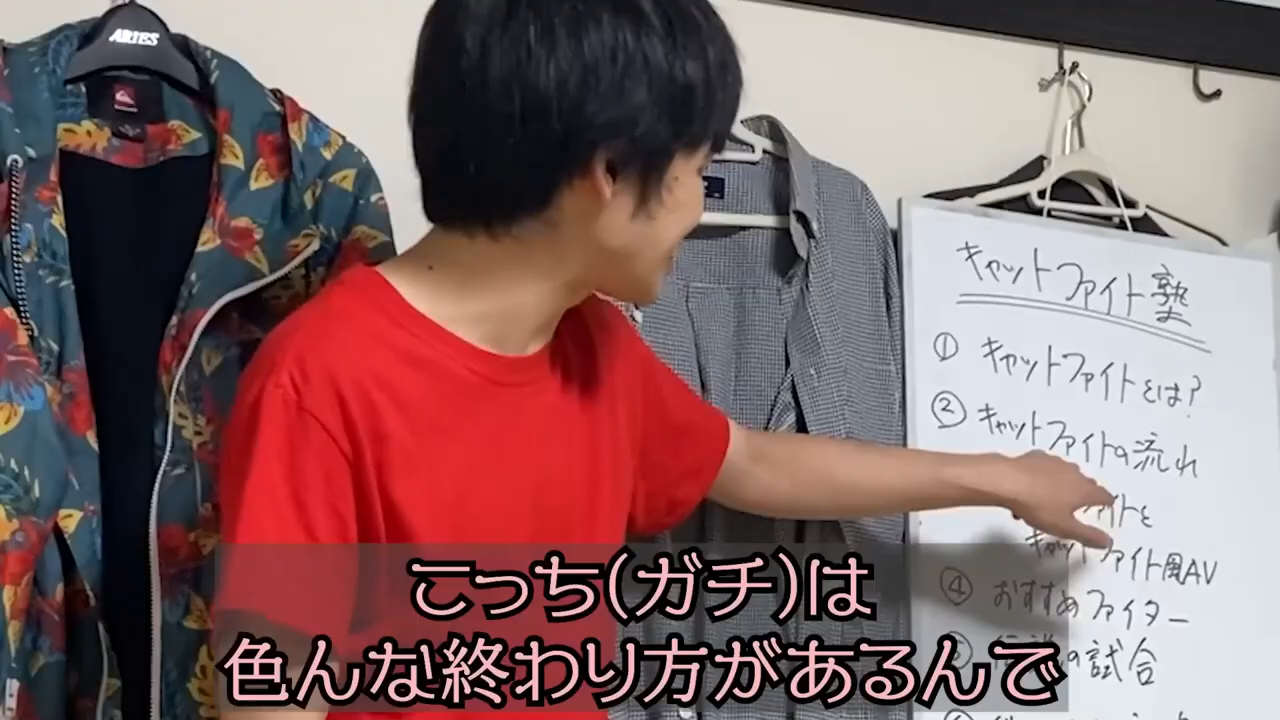 ARIES
キャットファイト塾
① キャットファイトとは?
② キャットファイトの流れ
ファイトと
キャットファイト風AV
④ おすすめファイター
の試合
こっち(ガチ)は
色んな終わり方があるんで